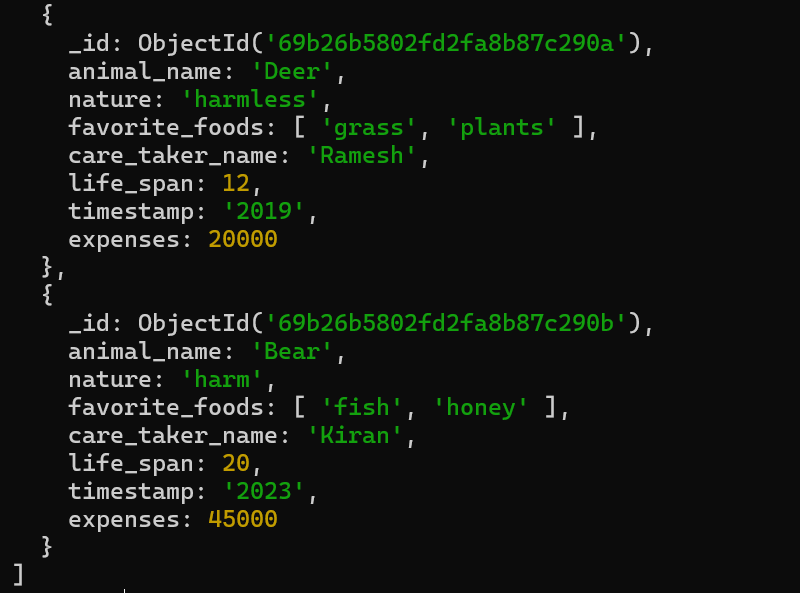 {
_id: ObjectId('69b26b5802fd2fa8b87c290a'),
animal_name: 'Deer',
nature: 'harmless',
favorite_foods: [ 'grass', 'plants' ],
care_taker_name: 'Ramesh',
life_span: 12,
timestamp: '2019',
expenses: 20000
},
{
_id: ObjectId('69b26b5802fd2fa8b87c290b'),
animal_name: 'Bear',
nature: 'harm',
favorite_foods: [ 'fish', 'honey' ],
care_taker_name: 'Kiran',
life_span: 20,
timestamp: '2023',
expenses: 45000
}
]